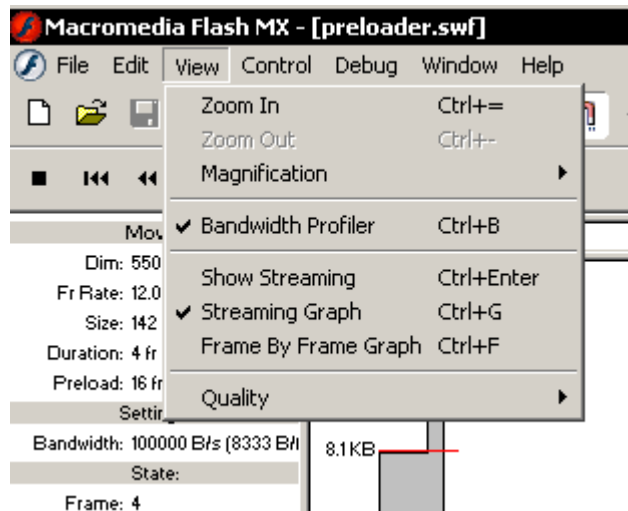 Macromedia Flash MX - [preloader.swf]
File Edit View Control Debug Window Help
Zoom In Ctrl+=
Zoom Out Ctrl+-
Magnification
Bandwidth Profiler Ctrl+B
Show Streaming Ctrl+Enter
Streaming Graph Ctrl+G
Frame By Frame Graph Ctrl+F
Quality
Dim: 550
Fr Rate: 12.0
Size: 142
Duration: 4 fr
Preload: 16 fr
Bandwidth: 100000 B/s (8333 B/
State:
Frame: 4
8.1KB